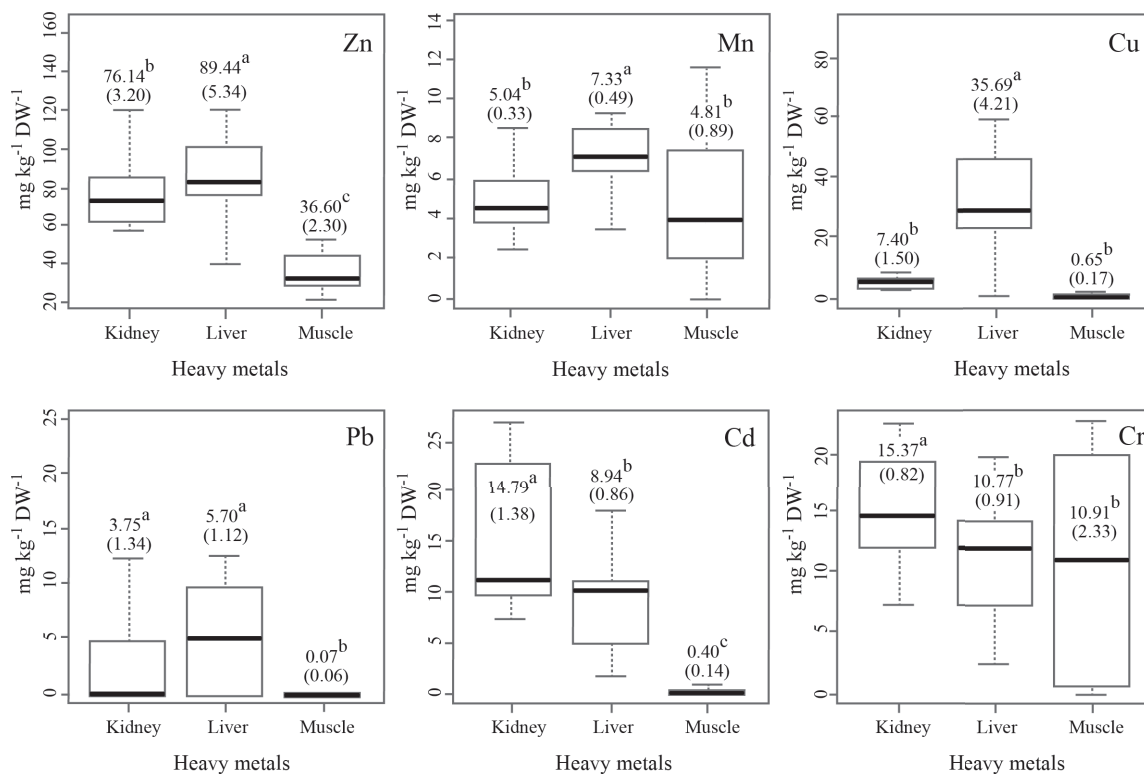 Zn
mg kg-1 DW-1
160
140
120
100
80
60
40
20
76.14b
(3.20)
89.44a
(5.34)
36.60c
(2.30)
Kidney Liver Muscle
Heavy metals
Mn
mg kg-1 DW-1
14
12
10
8
6
4
2
0
5.04b
(0.33)
7.33a
(0.49)
4.81b
(0.89)
Kidney Liver Muscle
Heavy metals
Cu
mg kg-1 DW-1
80
60
40
20
0
7.40b
(1.50)
35.69a
(4.21)
0.65b
(0.17)
Kidney Liver Muscle
Heavy metals
Pb
mg kg-1 DW-1
25
20
15
10
5
0
3.75a
(1.34)
5.70a
(1.12)
0.07b
(0.06)
Kidney Liver Muscle
Heavy metals
Cd
mg kg-1 DW-1
25
20
15
10
5
0
14.79a
(1.38)
8.94b
(0.86)
0.40c
(0.14)
Kidney Liver Muscle
Heavy metals
Cr
mg kg-1 DW-1
20
15
10
5
0
15.37a
(0.82)
10.77b
(0.91)
10.91b
(2.33)
Kidney Liver Muscle
Heavy metals